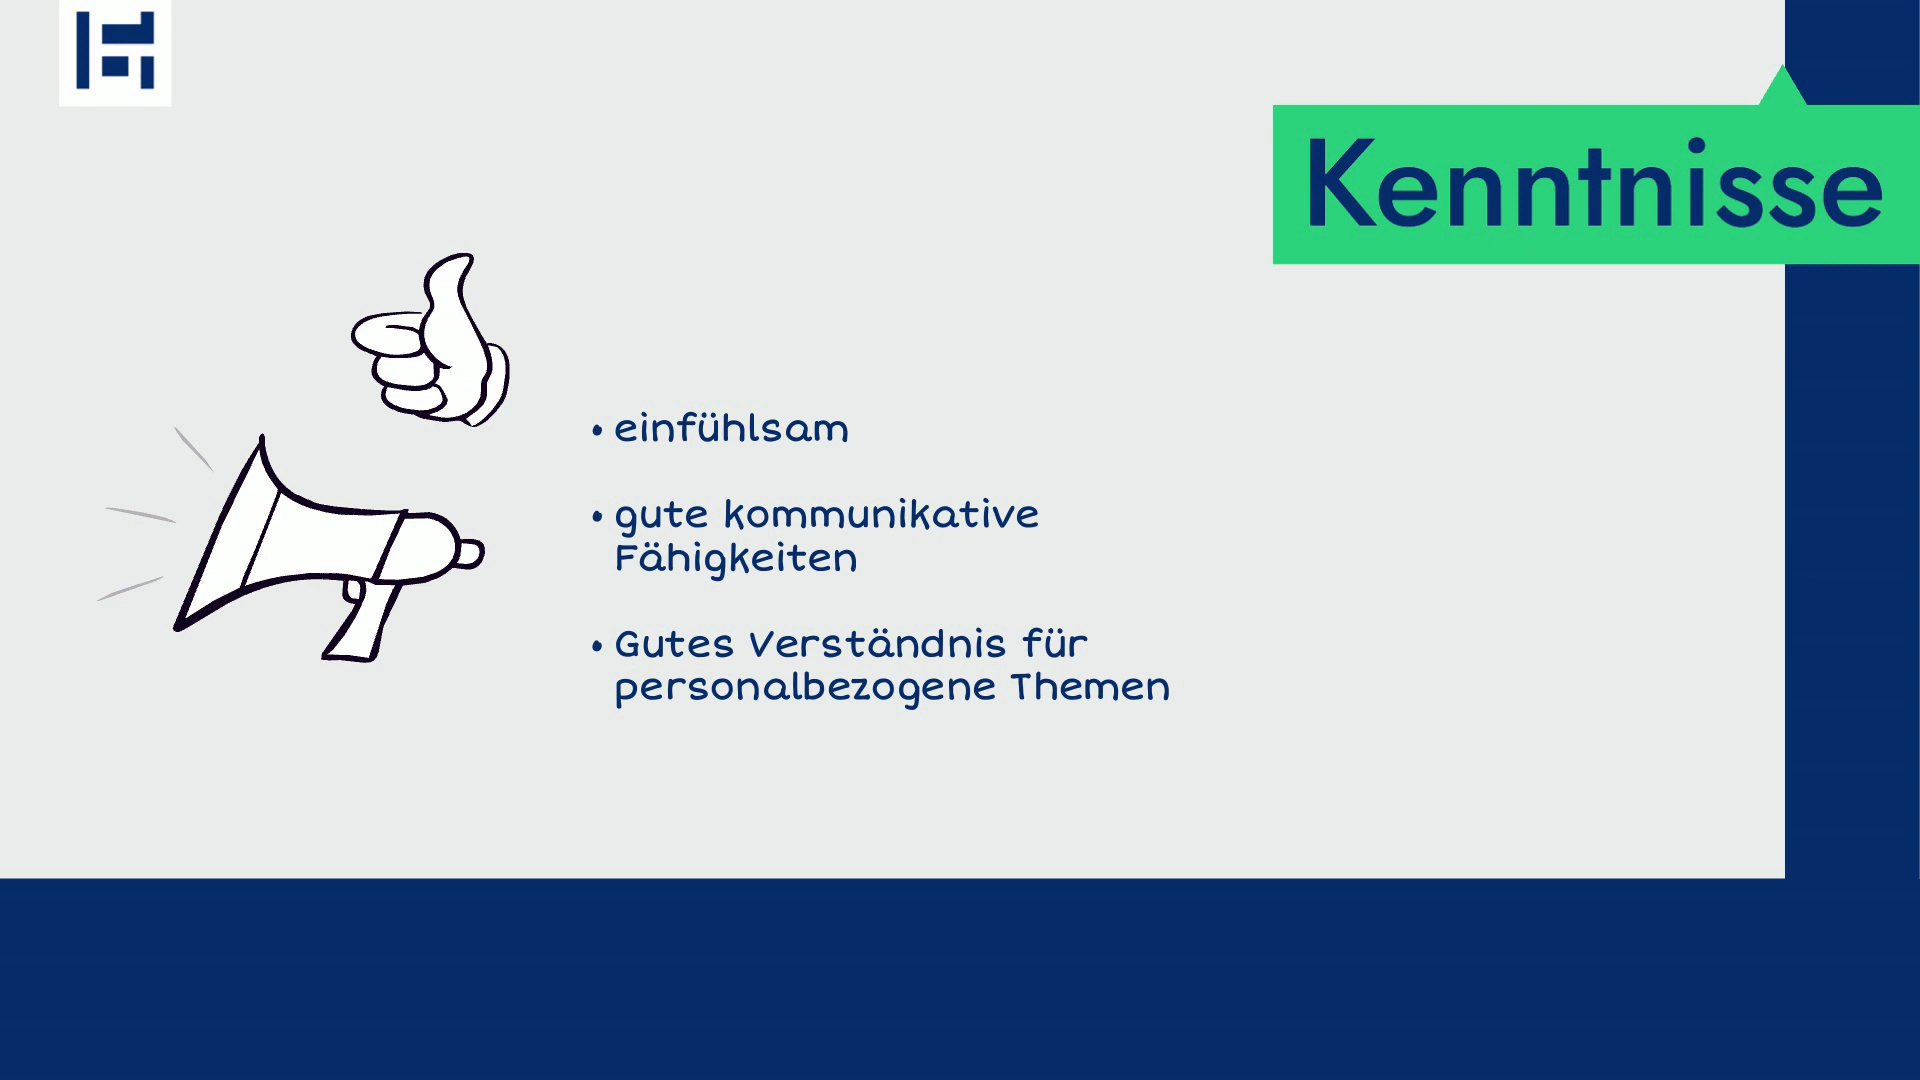 Kenntnisse
• einfühlsam
• gute kommunikative
Fähigkeiten
• Gutes Verständnis für
personalbezogene Themen